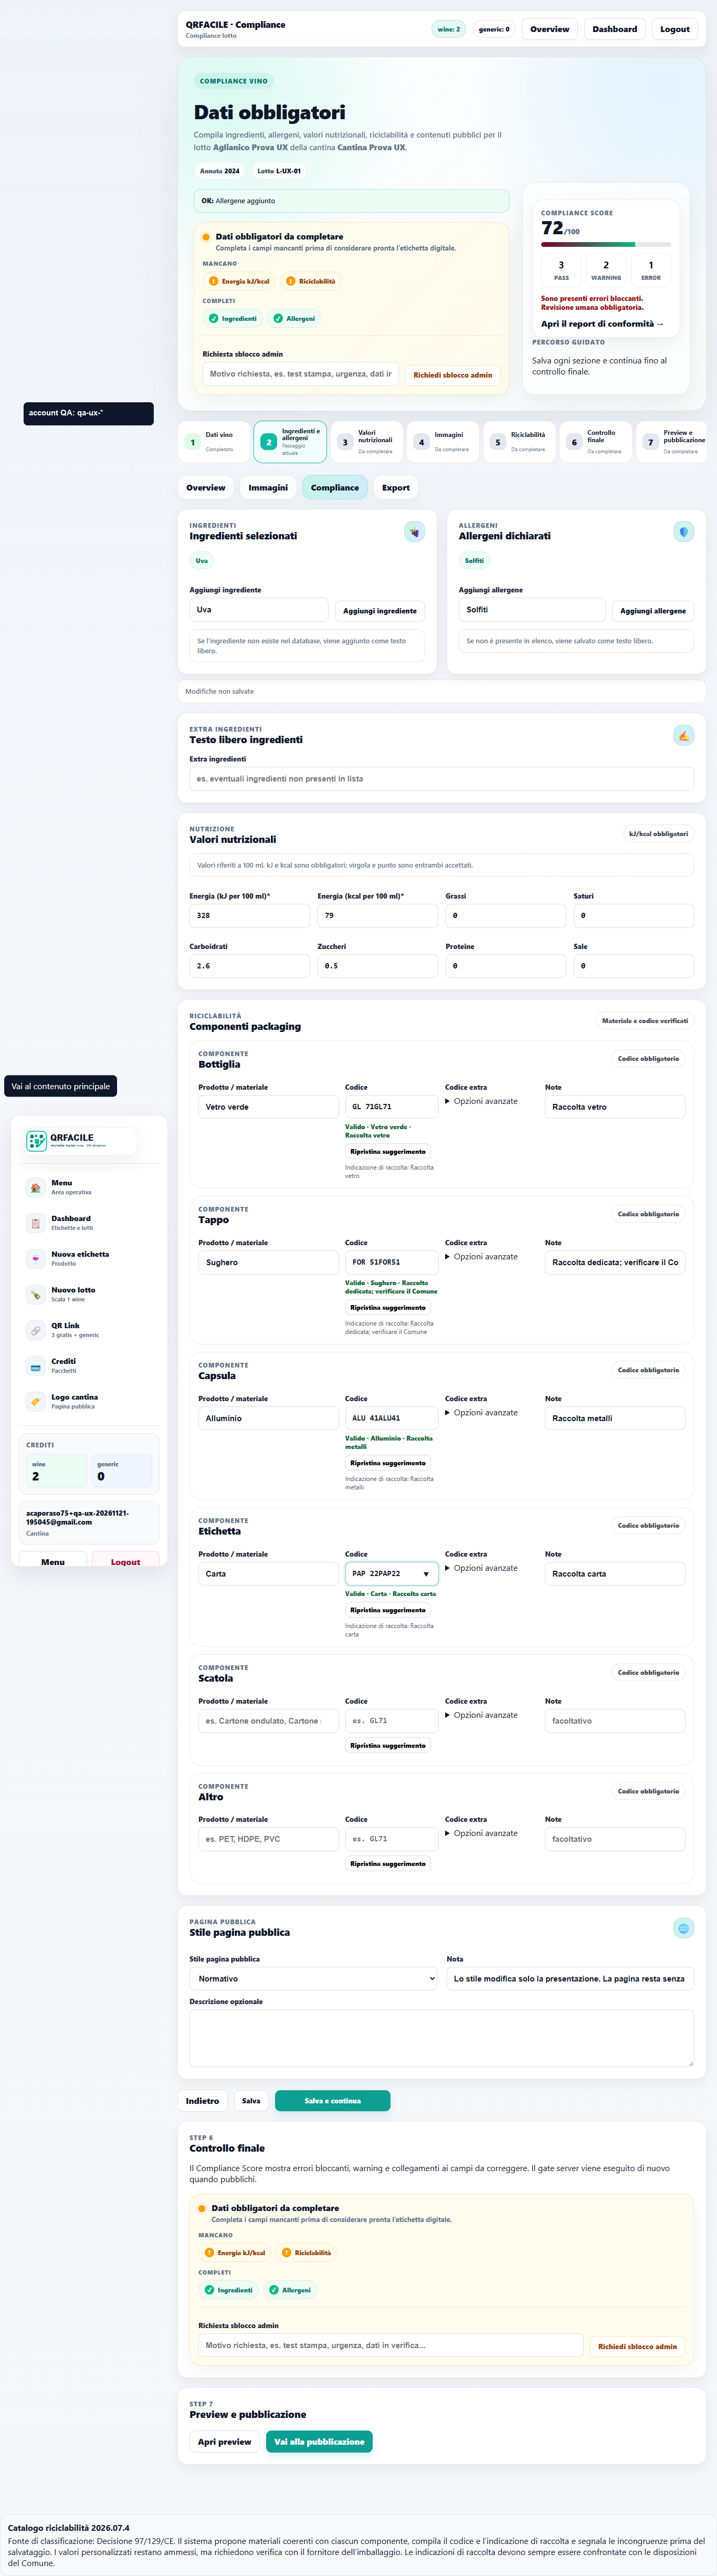 QRFACILE · Compliance
Compliance lotto
wine: 2
generic: 0
Overview
Dashboard
Logout
COMPLIANCE VINO
Dati obbligatori
Compila ingredienti, allergeni, valori nutrizionali, riciclabilità e contenuti pubblici per il
lotto Aglianico Prova UX della cantina Cantina Prova UX.
Annata 2024
Lotto L-UX-01
OK: Allergene aggiunto
Dati obbligatori da completare
Completa i campi mancanti prima di considerare pronta l'etichetta digitale.
MANCANO
! Energia kJ/kcal
! Riciclabilità
COMPLETI
✓ Ingredienti
✓ Allergeni
Richiesta sblocco admin
Motivo richiesta, es. test stampa, urgenza, dati ir
Richiedi sblocco admin
COMPLIANCE SCORE
72/100
3
PASS
2
WARNING
1
ERROR
Sono presenti errori bloccanti.
Revisione umana obbligatoria.
Apri il report di conformità →
PERCORSO GUIDATO
Salva ogni sezione e continua fino al
controllo finale.
account QA: qa-ux-*
1
Dati vino
Completato
2
Ingredienti e
allergeni
Passaggio
attuale
3
Valori
nutrizionali
Da completare
4
Immagini
Da completare
5
Riciclabilità
Da completare
6
Controllo
finale
Da completare
7
Preview e
pubblicazione
Da completare
Overview
Immagini
Compliance
Export
INGREDIENTI
Ingredienti selezionati
Uva
Aggiungi ingrediente
Uva
Aggiungi ingrediente
Se l'ingrediente non esiste nel database, viene aggiunto come testo
libero.
ALLERGENI
Allergeni dichiarati
Solfiti
Aggiungi allergene
Solfiti
Aggiungi allergene
Se non è presente in elenco, viene salvato come testo libero.
Modifiche non salvate
EXTRA INGREDIENTI
Testo libero ingredienti
Extra ingredienti
es. eventuali ingredienti non presenti in lista
NUTRIZIONE
Valori nutrizionali
kJ/kcal obbligatori
Valori riferiti a 100 ml. kJ e kcal sono obbligatori; virgola e punto sono entrambi accettati.
Energia (kJ per 100 ml)*
328
Energia (kcal per 100 ml)*
79
Grassi
0
Saturi
0
Carboidrati
2.6
Zuccheri
0.5
Proteine
0
Sale
0
RICICLABILITÀ
Componenti packaging
Materiale e codice verificati
COMPONENTE
Bottiglia
Codice obbligatorio
Prodotto / materiale
Vetro verde
Codice
GL 71GL71
Valido · Vetro verde ·
Raccolta vetro
Ripristina suggerimento
Indicazione di raccolta: Raccolta
vetro
Codice extra
▶ Opzioni avanzate
Note
Raccolta vetro
COMPONENTE
Tappo
Codice obbligatorio
Prodotto / materiale
Sughero
Codice
FOR 51FOR51
Valido · Sughero · Raccolta
dedicata; verificare il Comune
Ripristina suggerimento
Indicazione di raccolta: Raccolta
dedicata; verificare il Comune
Codice extra
▶ Opzioni avanzate
Note
Raccolta dedicata; verificare il Co
COMPONENTE
Capsula
Codice obbligatorio
Prodotto / materiale
Alluminio
Codice
ALU 41ALU41
Valido · Alluminio · Raccolta
metalli
Ripristina suggerimento
Indicazione di raccolta: Raccolta
metalli
Codice extra
▶ Opzioni avanzate
Note
Raccolta metalli
COMPONENTE
Etichetta
Codice obbligatorio
Prodotto / materiale
Carta
Codice
PAP 22PAP22
Valido · Carta · Raccolta carta
Ripristina suggerimento
Indicazione di raccolta: Raccolta
carta
Codice extra
▶ Opzioni avanzate
Note
Raccolta carta
COMPONENTE
Scatola
Codice obbligatorio
Prodotto / materiale
es. Cartone ondulato, Cartone
Codice
es. GL71
Ripristina suggerimento
Codice extra
▶ Opzioni avanzate
Note
facoltativo
COMPONENTE
Altro
Codice obbligatorio
Prodotto / materiale
es. PET, HDPE, PVC
Codice
es. GL71
Ripristina suggerimento
Codice extra
▶ Opzioni avanzate
Note
facoltativo
Vai al contenuto principale
QRFACILE
Menu
Area operativa
Dashboard
Etichette e lotti
Nuova etichetta
Prodotto
Nuovo lotto
Scala 1 wine
QR Link
3 gratis + generic
Crediti
Pacchetti
Logo cantina
Pagina pubblica
CREDITI
wine
2
generic
0
acaporaso75+qa-ux-20261121-
195045@gmail.com
Cantina
Menu
Logout
PAGINA PUBBLICA
Stile pagina pubblica
Stile pagina pubblica
Normativo
Nota
Lo stile modifica solo la presentazione. La pagina resta senza
Descrizione opzionale
Indietro
Salva
Salva e continua
STEP 6
Controllo finale
Il Compliance Score mostra errori bloccanti, warning e collegamenti ai campi da correggere. Il gate server viene eseguito di nuovo
quando pubblichi.
Dati obbligatori da completare
Completa i campi mancanti prima di considerare pronta l'etichetta digitale.
MANCANO
! Energia kJ/kcal
! Riciclabilità
COMPLETI
✓ Ingredienti
✓ Allergeni
Richiesta sblocco admin
Motivo richiesta, es. test stampa, urgenza, dati in verifica...
Richiedi sblocco admin
STEP 7
Preview e pubblicazione
Apri preview
Vai alla pubblicazione
Catalogo riciclabilità 2026.07.4
Fonte di classificazione: Decisione 97/129/CE. Il sistema propone materiali coerenti con ciascun componente, compila il codice e l'indicazione di raccolta e segnala le incongruenze prima del
salvataggio. I valori personalizzati restano ammessi, ma richiedono verifica con il fornitore dell'imballaggio. Le indicazioni di raccolta devono sempre essere confrontate con le disposizioni
del Comune.